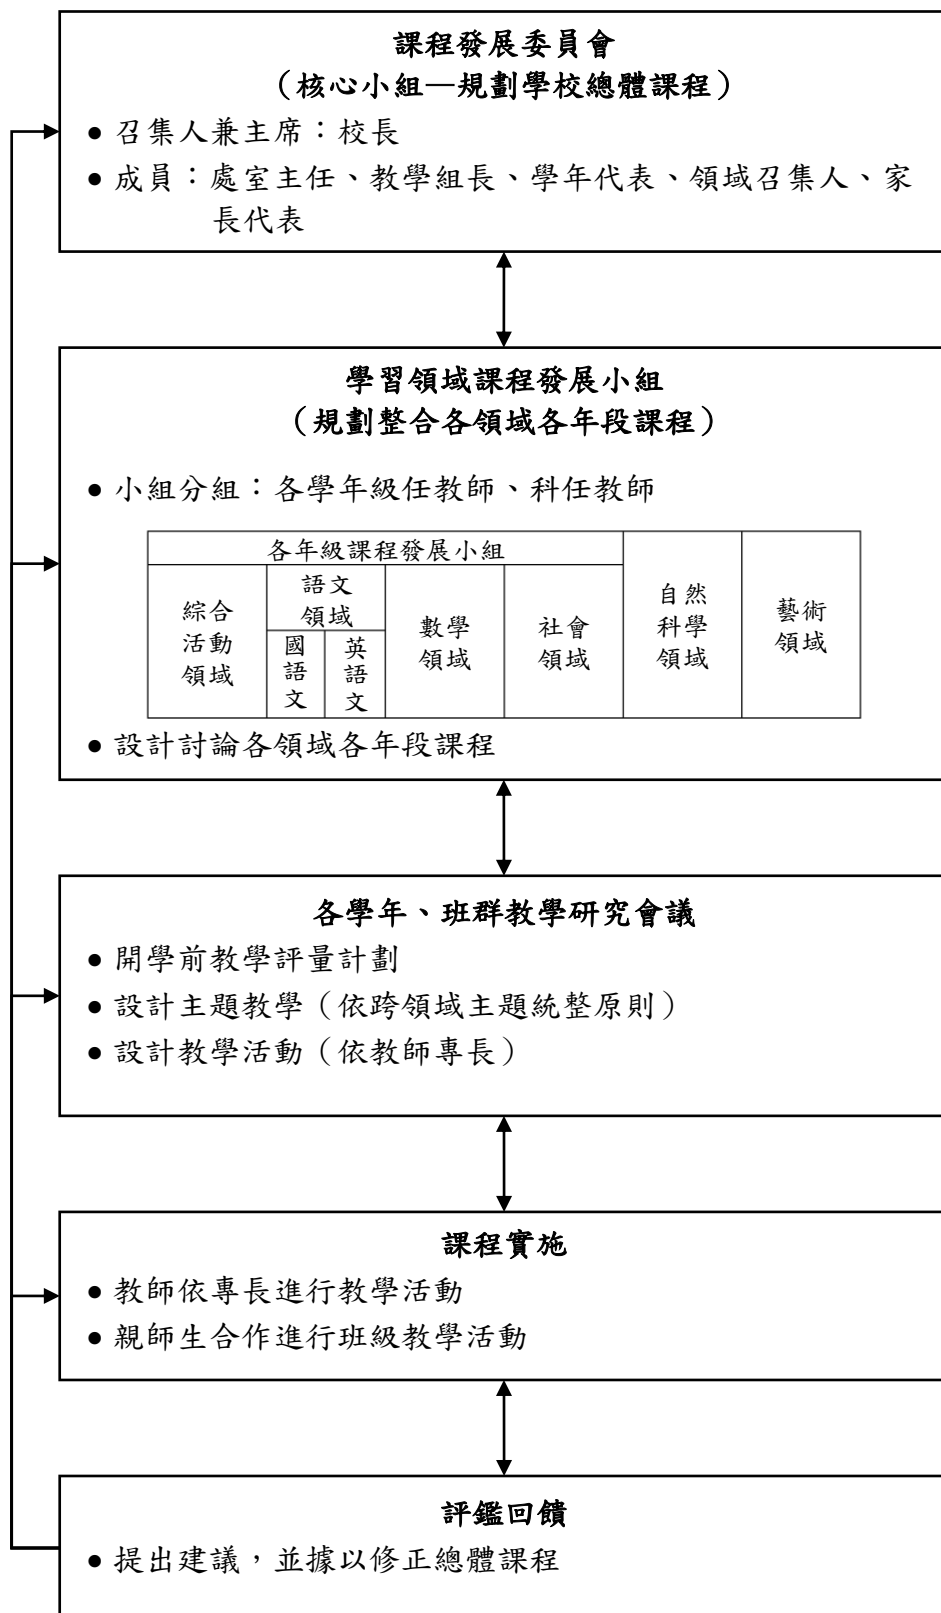 課程發展委員會
（核心小組—規劃學校總體課程）
● 召集人兼主席：校長
● 成員：處室主任、教學組長、學年代表、領域召集人、家
長代表
學習領域課程發展小組
（規劃整合各領域各年段課程）
● 小組分組：各學年級任教師、科任教師
各年級課程發展小組
綜合
活動
領域
語文
領域
國
語
文
英
語
文
數學
領域
社會
領域
自然
科學
領域
藝術
領域
● 設計討論各領域各年段課程
各學年、班群教學研究會議
● 開學前教學評量計劃
● 設計主題教學（依跨領域主題統整原則）
● 設計教學活動（依教師專長）
課程實施
● 教師依專長進行教學活動
● 親師生合作進行班級教學活動
評鑑回饋
● 提出建議，並據以修正總體課程